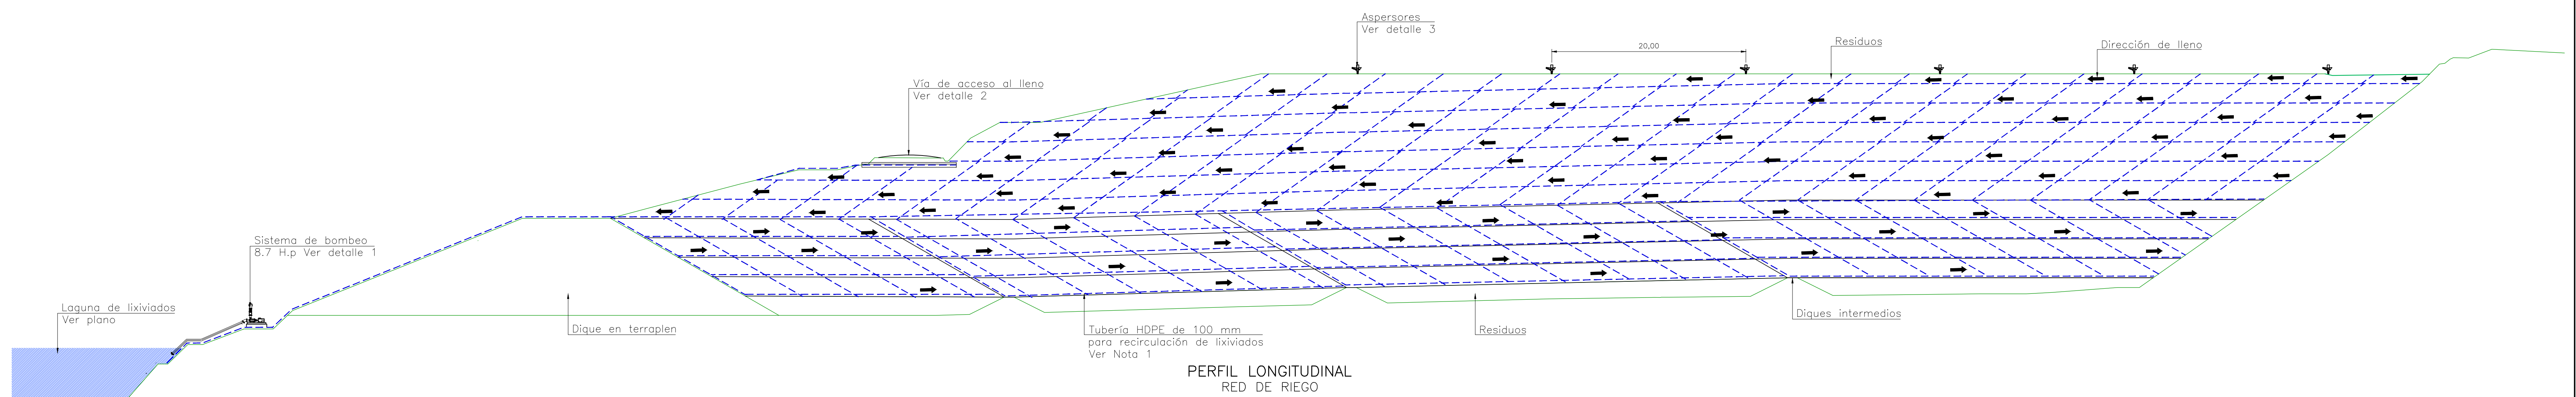 Aspersores
Ver detalle 3
20,00
Residuos
Dirección de lleno
Vía de acceso al lleno
Ver detalle 2
Sistema de bombeo
8.7 H.p Ver detalle 1
Laguna de lixiviados
Ver plano
Dique en terraplen
Tubería HDPE de 100 mm
para recirculación de lixiviados
Ver Nota 1
Residuos
Diques intermedios
PERFIL LONGITUDINAL
RED DE RIEGO